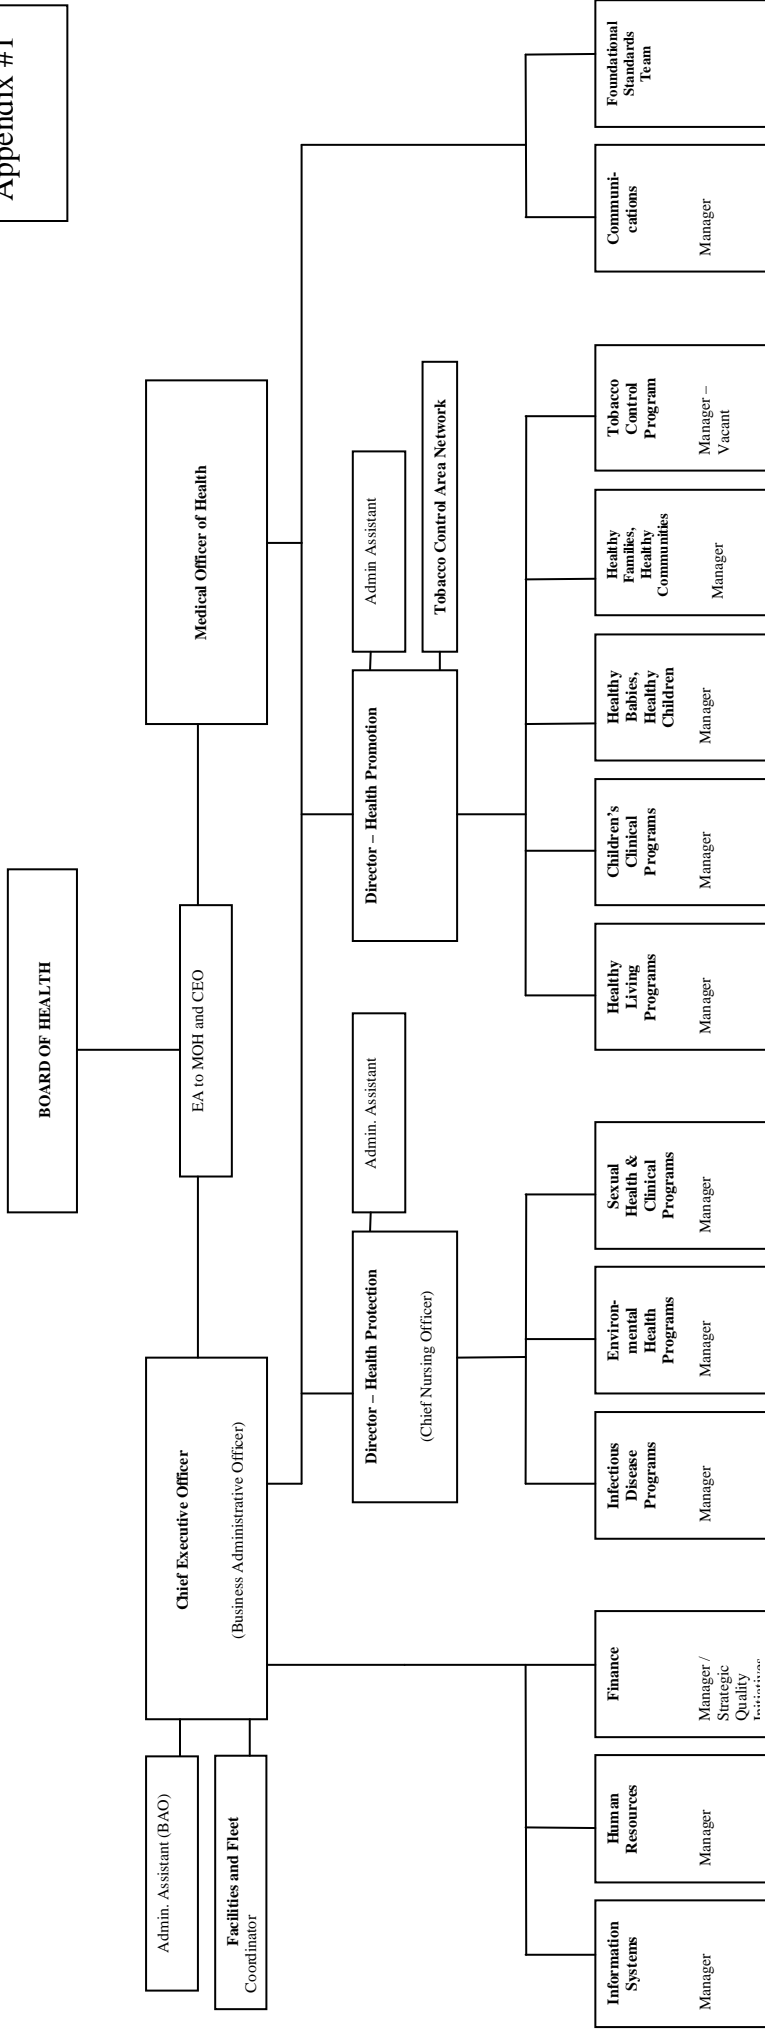 Appendix #1
BOARD OF HEALTH
EA to MOH and CEO
Chief Executive Officer
(Business Administrative Officer)
Medical Officer of Health
Admin. Assistant (BAO)
Facilities and Fleet
Coordinator
Director – Health Protection
(Chief Nursing Officer)
Admin. Assistant
Director – Health Promotion
Admin Assistant
Tobacco Control Area Network
Information
Systems
Manager
Human
Resources
Manager
Finance
Manager /
Strategic
Quality
Initiatives
Infectious
Disease
Programs
Manager
Environ-
mental
Health
Programs
Manager
Sexual
Health &
Clinical
Programs
Manager
Healthy
Living
Programs
Manager
Children's
Clinical
Programs
Manager
Healthy
Babies,
Healthy
Children
Manager
Healthy
Families,
Healthy
Communities
Manager
Tobacco
Control
Program
Manager –
Vacant
Communi-
cations
Manager
Foundational
Standards
Team